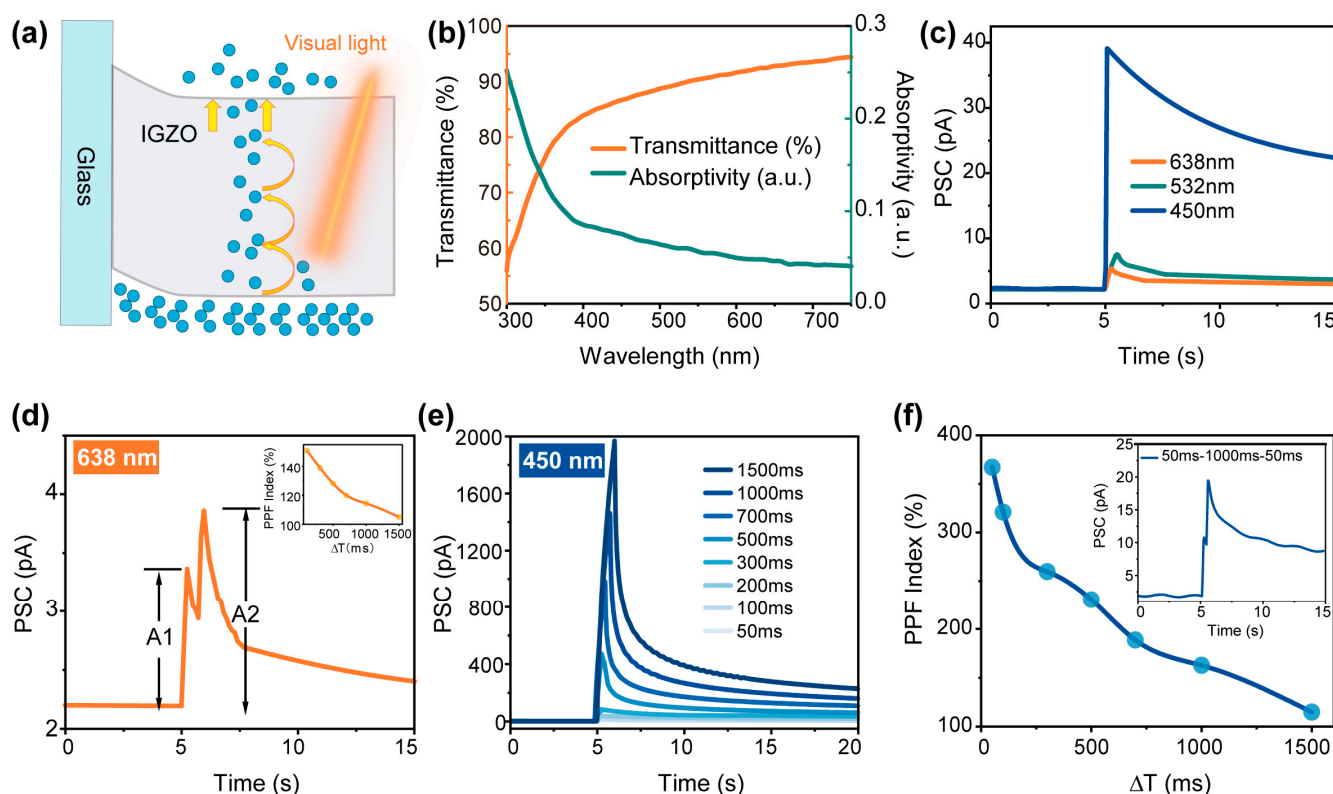 (a)
Visual light
IGZO
Glass
(b)
Transmittance (%)
100
90
80
70
60
50
300
400
500
600
700
Wavelength (nm)
0.3
0.2
0.1
0.0
Absorptivity (a.u.)
Transmittance (%)
Absorptivity (a.u.)
(c)
PSC (pA)
40
30
20
10
0
0
5
10
15
Time (s)
638nm
532nm
450nm
(d)
638 nm
PSC (pA)
4
3
2
0
5
10
15
Time (s)
A1
A2
PPF Index (%)
140
120
100
500
1000
1500
ΔT(ms)
(e)
450 nm
PSC (pA)
2000
1600
1200
800
400
0
0
5
10
15
20
Time (s)
1500ms
1000ms
700ms
500ms
300ms
200ms
100ms
50ms
(f)
PPF Index (%)
400
300
250
100
0
500
1000
1500
ΔT (ms)
50ms-1000ms-50ms
PSC (pA)
25
20
15
10
5
0
5
10
15
Time (s)